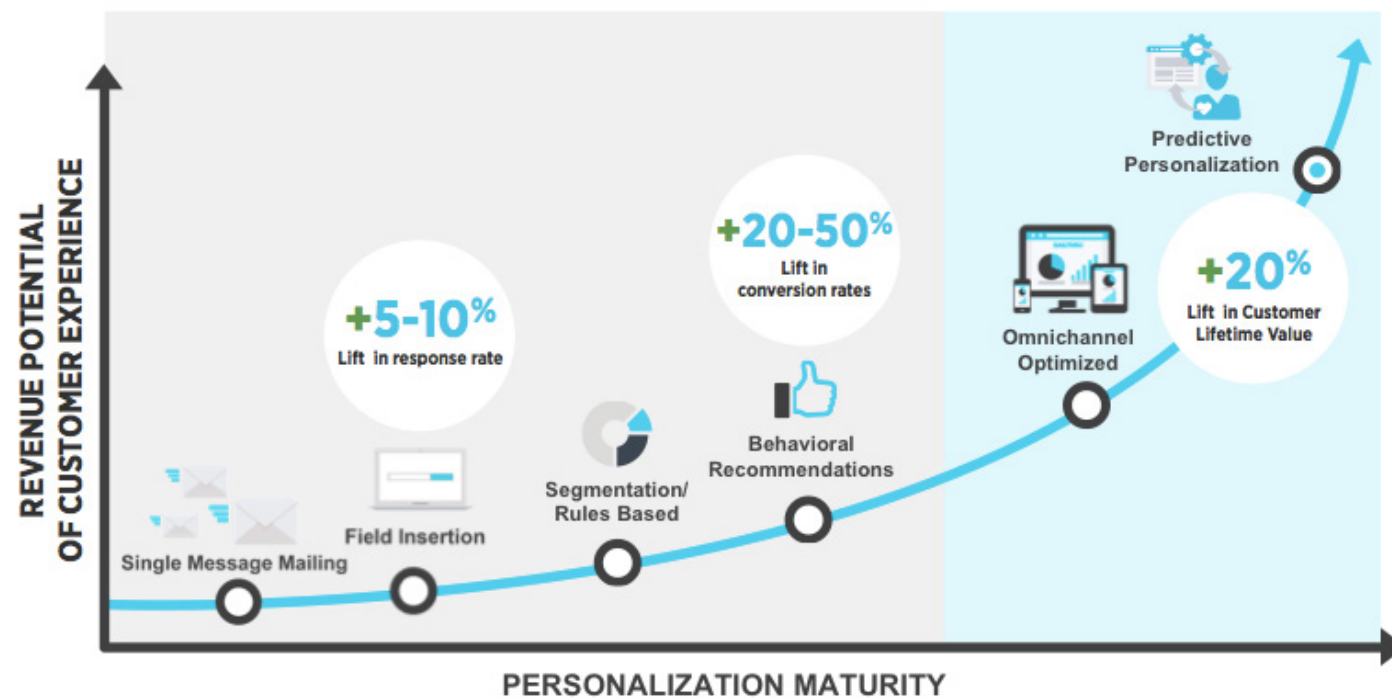 REVENUE POTENTIAL
OF CUSTOMER EXPERIENCE
Single Message Mailing
+5-10%
Lift in response rate
Field Insertion
Segmentation/
Rules Based
+20-50%
Lift in
conversion rates
Behavioral
Recommendations
Omnichannel
Optimized
Predictive
Personalization
+20%
Lift in Customer
Lifetime Value
PERSONALIZATION MATURITY